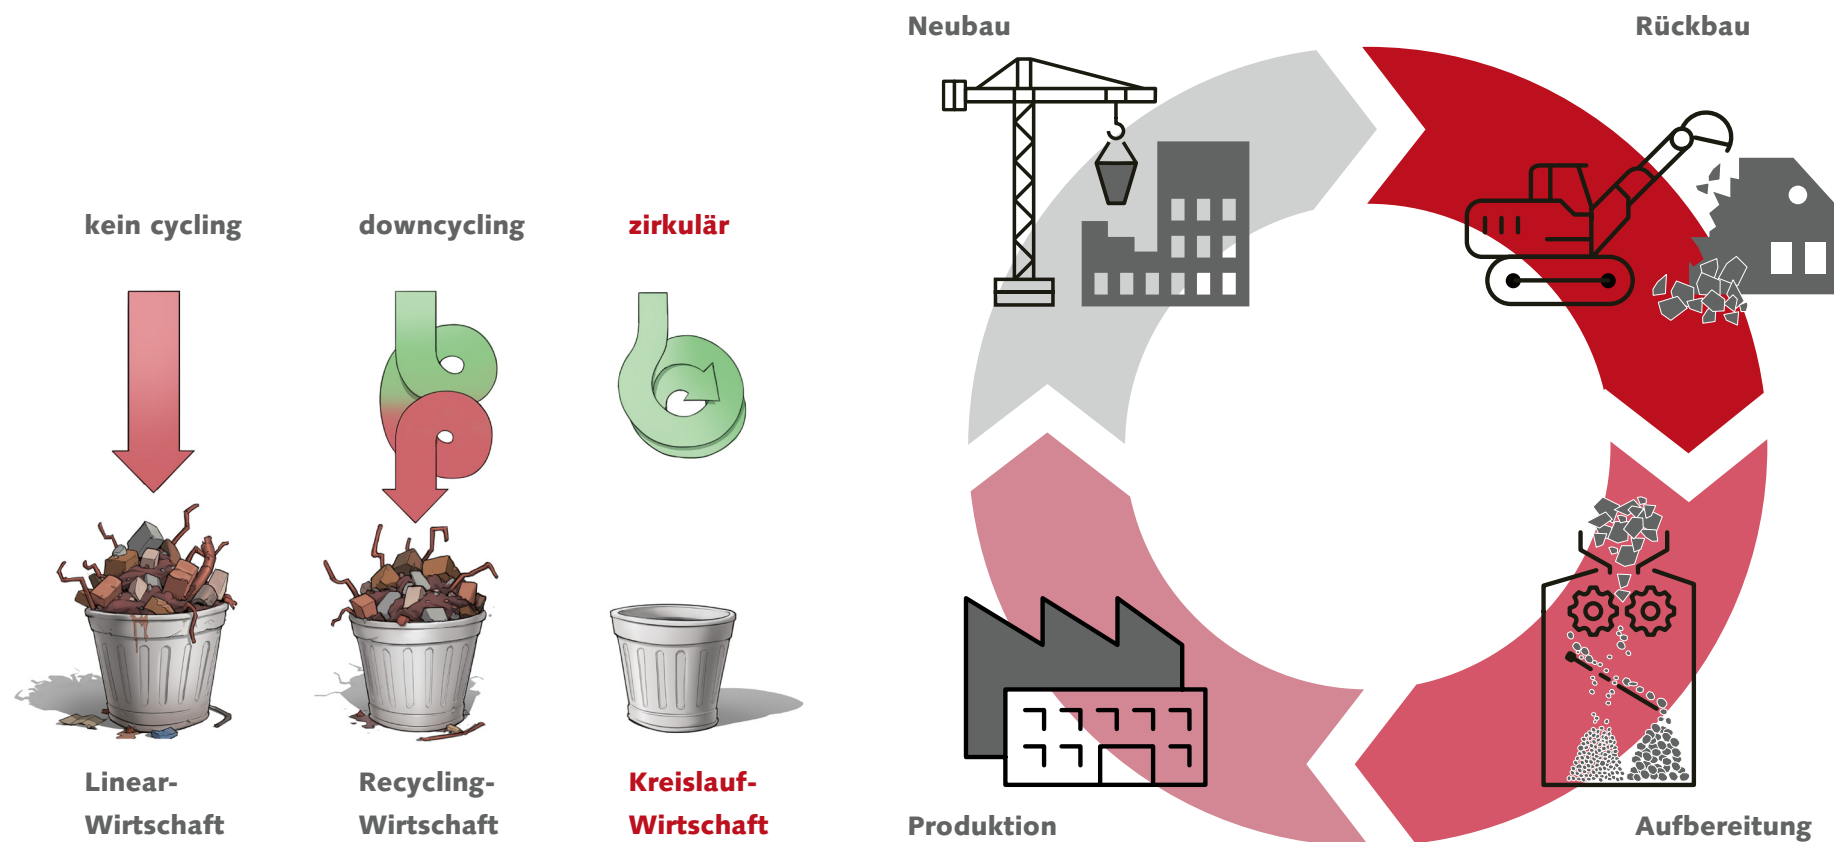 Neubau
Rückbau
kein cycling
downcycling
zirkulär
Linear-
Wirtschaft
Recycling-
Wirtschaft
Kreislauf-
Wirtschaft
Produktion
Aufbereitung